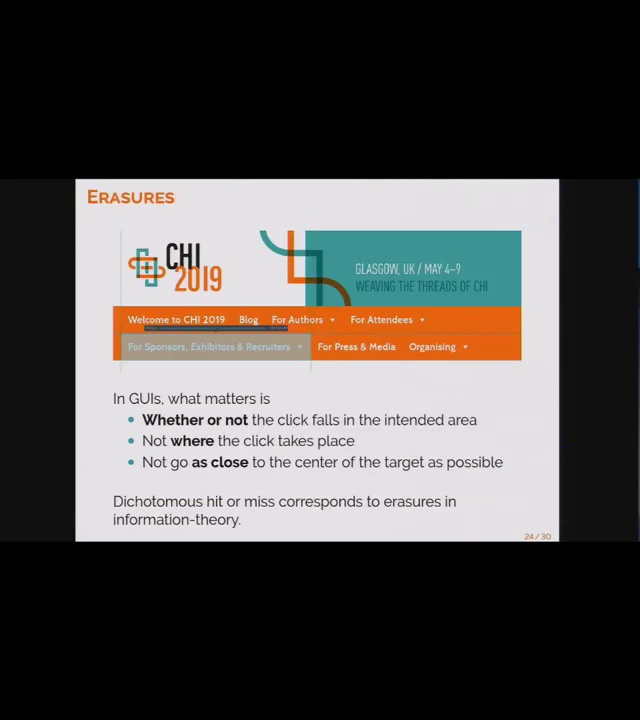 ERASURES
CHI
2019
GLASGOW, UK / MAY 4–9
WEAVING THE THREADS OF CHI
Welcome to CHI 2019 Blog For Authors For Attendees
For Sponsors, Exhibitors & Recruiters For Press & Media Organising
In GUIs, what matters is
• Whether or not the click falls in the intended area
• Not where the click takes place
• Not go as close to the center of the target as possible
Dichotomous hit or miss corresponds to erasures in
information-theory.
24 / 30